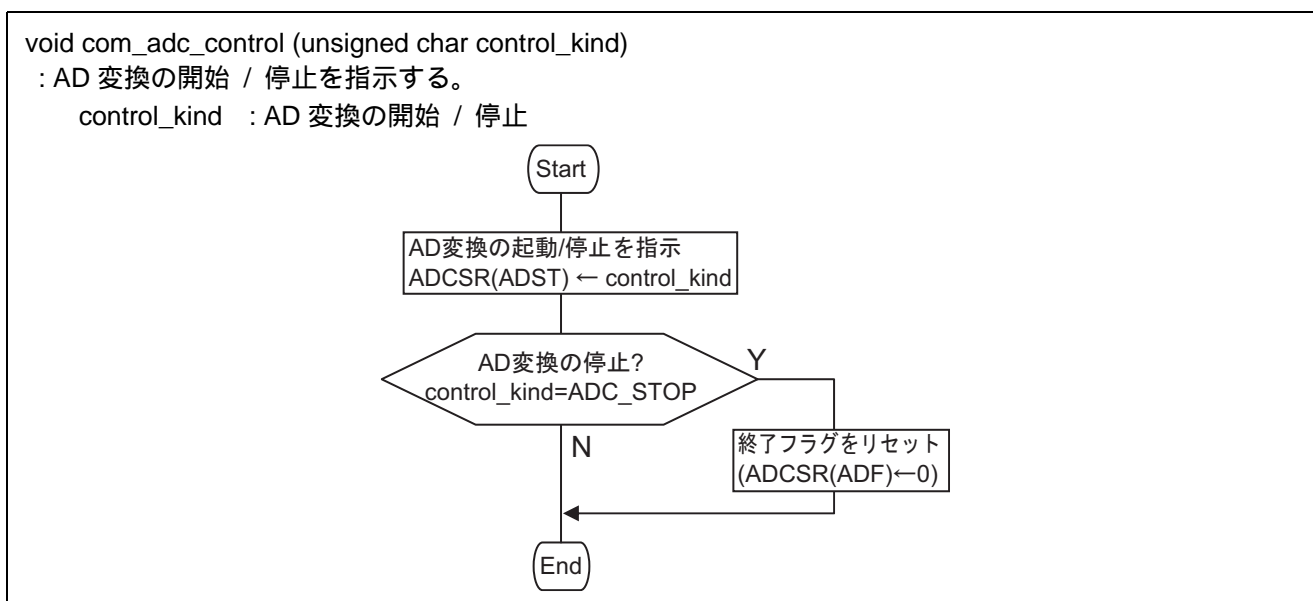 void com_adc_control (unsigned char control_kind)
: AD 変換の開始 / 停止を指示する。
control_kind : AD 変換の開始 / 停止
Start
AD変換の起動/停止を指示
ADCSR(ADST) ← control_kind
AD変換の停止?
control_kind=ADC_STOP
Y
N
終了フラグをリセット
(ADCSR(ADF)←0)
End